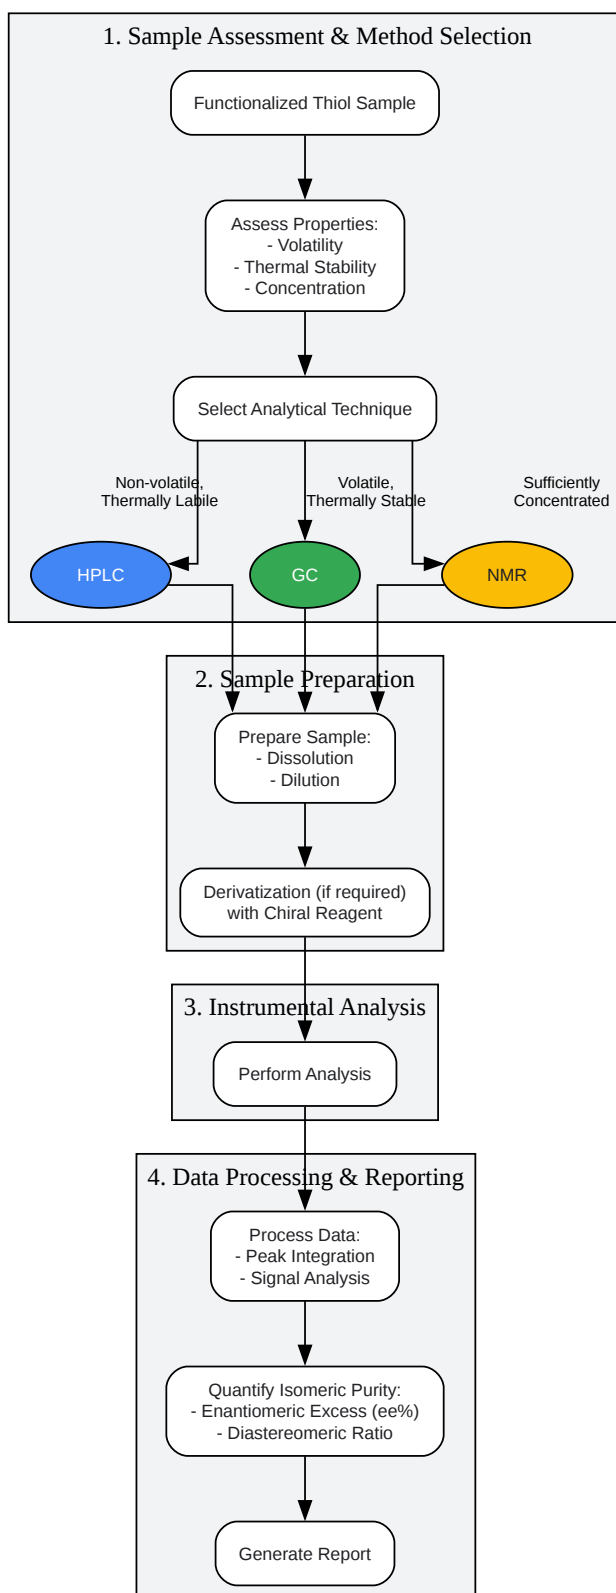 1. Sample Assessment & Method Selection
Functionalized Thiol Sample
Assess Properties:
- Volatility
- Thermal Stability
- Concentration
Select Analytical Technique
Non-volatile,
Thermally Labile
Volatile,
Thermally Stable
Sufficiently
Concentrated
HPLC
GC
NMR
2. Sample Preparation
Prepare Sample:
- Dissolution
- Dilution
Derivatization (if required)
with Chiral Reagent
3. Instrumental Analysis
Perform Analysis
4. Data Processing & Reporting
Process Data:
- Peak Integration
- Signal Analysis
Quantify Isomeric Purity:
- Enantiomeric Excess (ee%)
- Diastereomeric Ratio
Generate Report